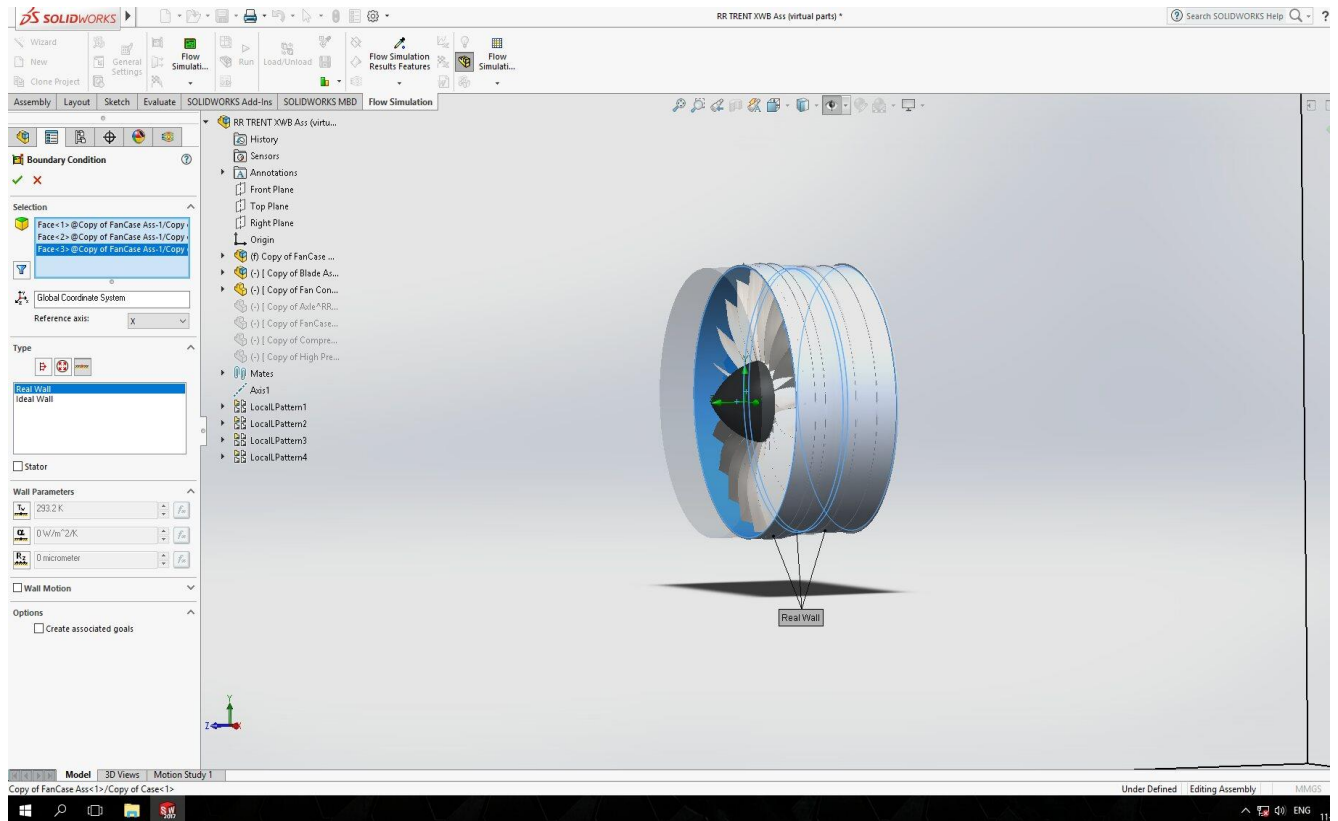 SOLIDWORKS
RR TRENT XWB Ass (virtual parts) *
Search SOLIDWORKS Help
?
Wizard
New
Clone Project
General Settings
Flow Simulati...
Run
Load/Unload
Flow Simulation Results Features
Flow Simulati...
Assembly
Layout
Sketch
Evaluate
SOLIDWORKS Add-Ins
SOLIDWORKS MBD
Flow Simulation
Boundary Condition
Selection
Face<1>@Copy of FanCase Ass-1/Copy
Face<2>@Copy of FanCase Ass-1/Copy
Face<3>@Copy of FanCase Ass-1/Copy
Global Coordinate System
Reference axis:
X
Type
Real Wall
Ideal Wall
Stator
Wall Parameters
293.2 K
0 W/m^2/K
0 micrometer
Wall Motion
Options
Create associated goals
RR TRENT XWB Ass (virtu...
History
Sensors
Annotations
Front Plane
Top Plane
Right Plane
Origin
(f) Copy of FanCase ...
(-) [ Copy of Blade As...
(-) [ Copy of Fan Con...
(-) [ Copy of Axle^RR...
(-) [ Copy of FanCase...
(-) [ Copy of Compre...
(-) [ Copy of High Pre...
Mates
Axis1
LocalLPattern1
LocalLPattern2
LocalLPattern3
LocalLPattern4
Real Wall
Y
Z
Model
3D Views
Motion Study 1
Copy of FanCase Ass<1>/Copy of Case<1>
Under Defined
Editing Assembly
MMGS
SW
2017
ENG